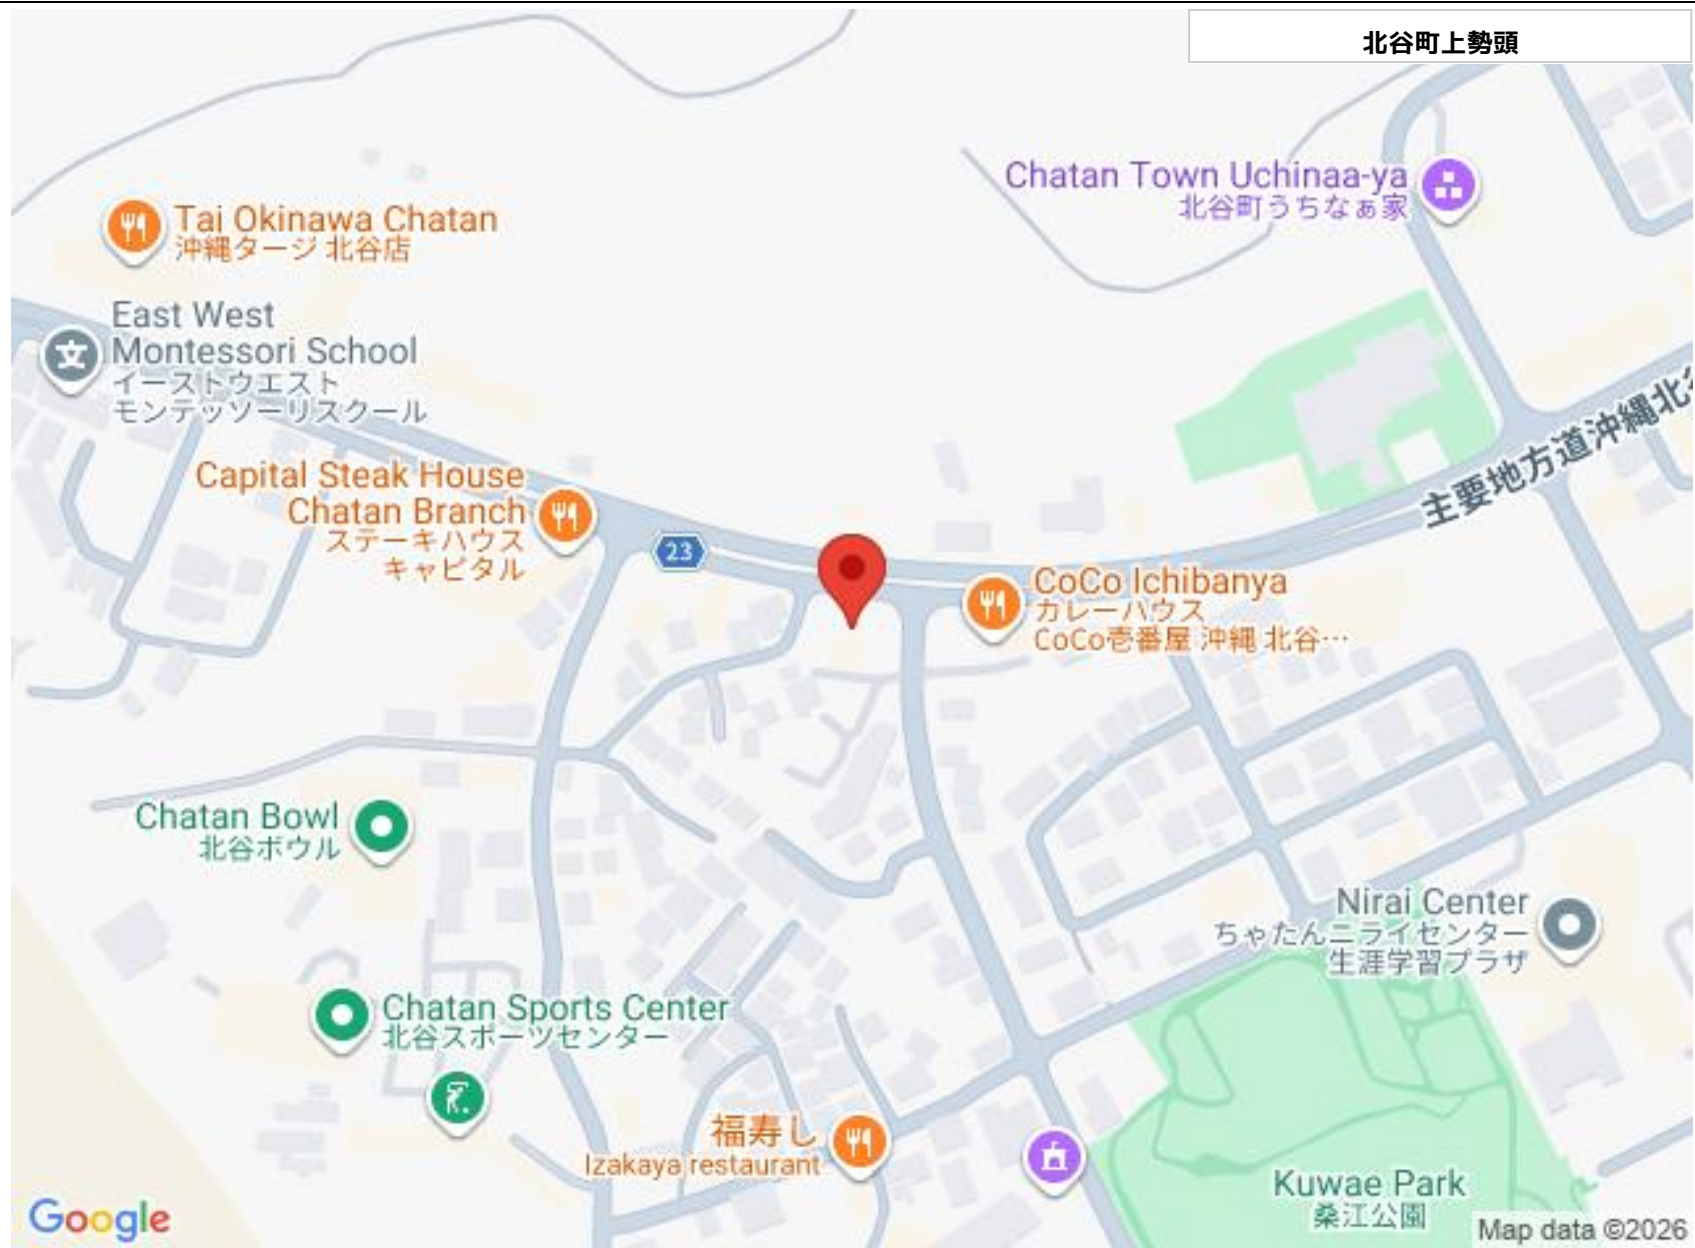 北谷町上勢頭
Chatan Town Uchinaa-ya
北谷町うちなぁ家
Tai Okinawa Chatan
沖縄タージ 北谷店
East West
Montessori School
イーストウエスト
モンテッソーリスクール
主要地方道沖縄北谷
Capital Steak House
Chatan Branch
ステーキハウス
キャピタル
23
CoCo Ichibanya
カレーハウス
CoCo壱番屋 沖縄 北谷…
Chatan Bowl
北谷ボウル
Nirai Center
ちゃたんニライセンター
生涯学習プラザ
Chatan Sports Center
北谷スポーツセンター
福寿し
Izakaya restaurant
Kuwae Park
桑江公園
Google
Map data ©2026